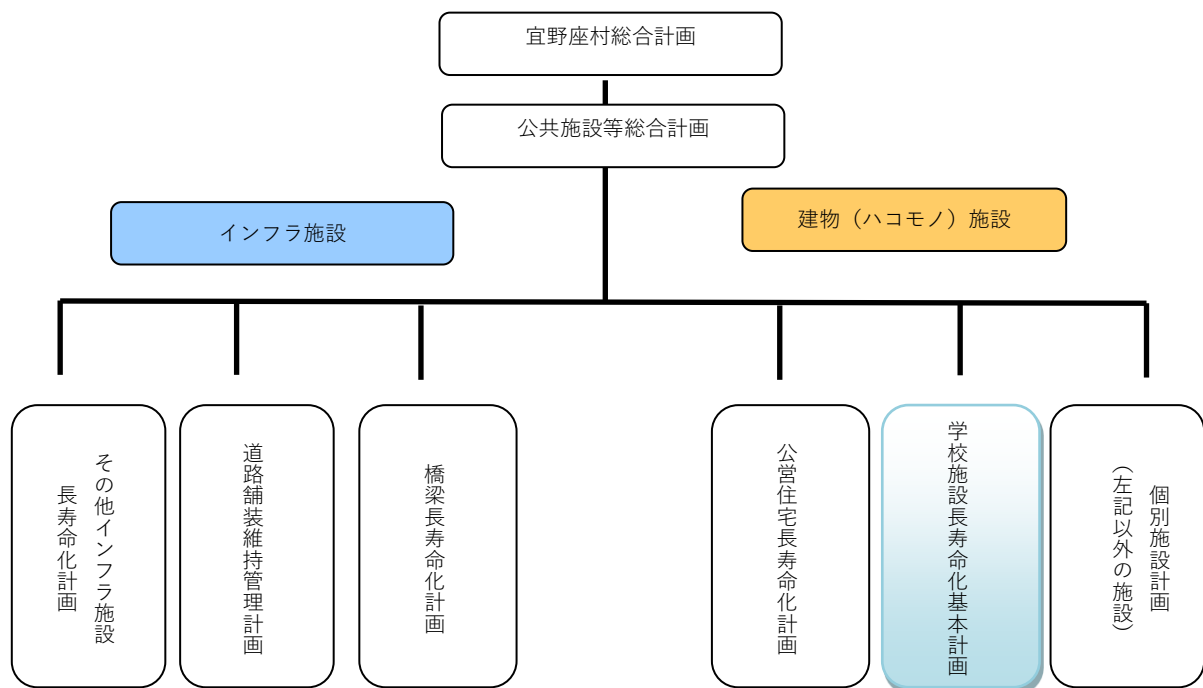 宜野座村総合計画
公共施設等総合計画
インフラ施設
建物（ハコモノ）施設
その他インフラ施設
長寿命化計画
道路舗装維持管理計画
橋梁長寿命化計画
公営住宅長寿命化計画
学校施設長寿命化基本計画
個別施設計画
（左記以外の施設）